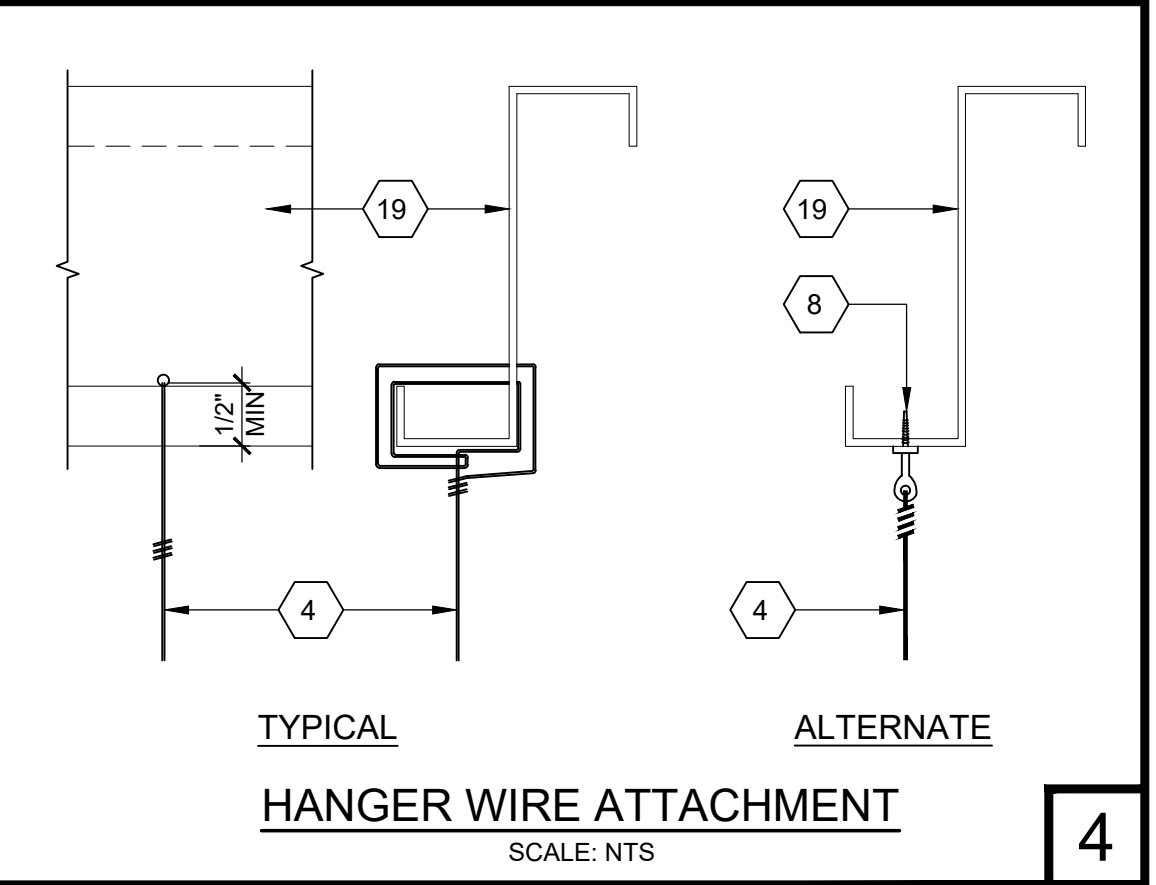 19
19
8
1/2"
MIN
4
4
TYPICAL
ALTERNATE
HANGER WIRE ATTACHMENT
SCALE: NTS
4